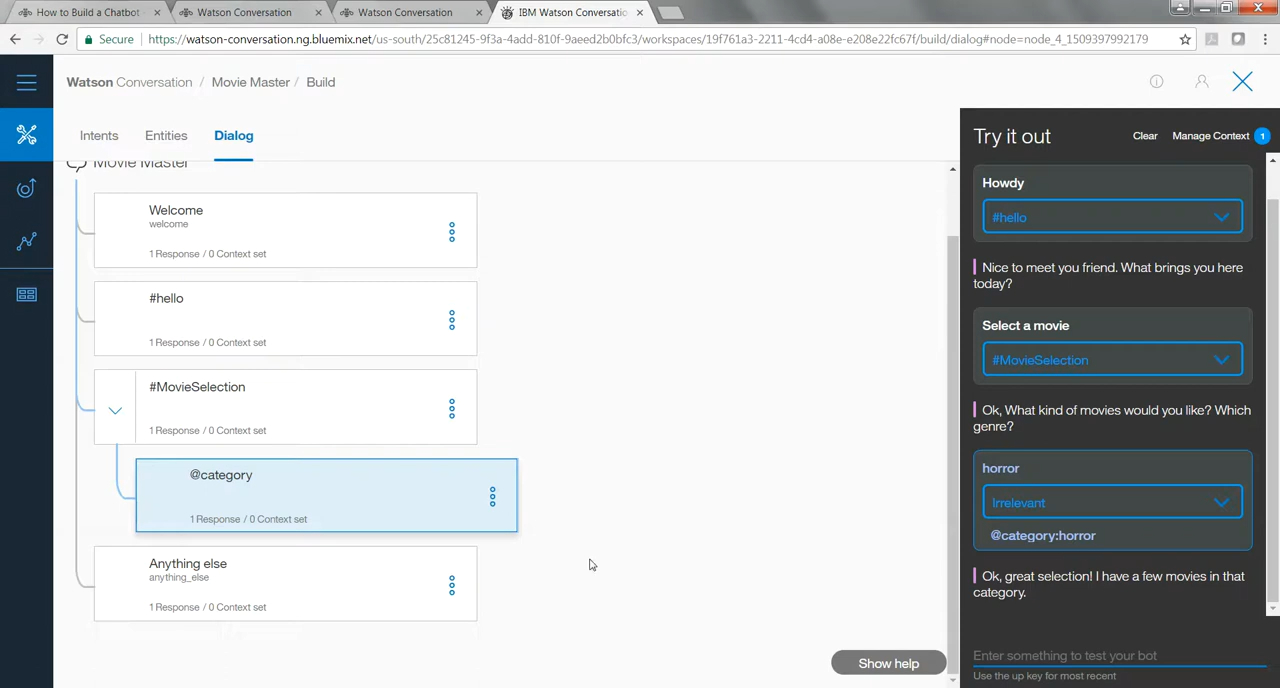 How to Build a Chatbot
Watson Conversation
Watson Conversation
IBM Watson Conversatio
Secure
https://watson-conversation.ng.bluemix.net/us-south/25c81245-9f3a-4add-810f-9aeed2b0bfc3/workspaces/19f761a3-2211-4cd4-a08e-e208e22fc67f/build/dialog#node=node_4_1509397992179
Watson Conversation / Movie Master / Build
Intents
Entities
Dialog
Movie Master
Welcome
welcome
1 Response / 0 Context set
#hello
1 Response / 0 Context set
#MovieSelection
1 Response / 0 Context set
@category
1 Response / 0 Context set
Anything else
anything_else
1 Response / 0 Context set
Show help
Try it out
Clear
Manage Context 1
Howdy
#hello
Nice to meet you friend. What brings you here
today?
Select a movie
#MovieSelection
Ok, What kind of movies would you like? Which
genre?
horror
Irrelevant
@category:horror
Ok, great selection! I have a few movies in that
category.
Enter something to test your bot
Use the up key for most recent